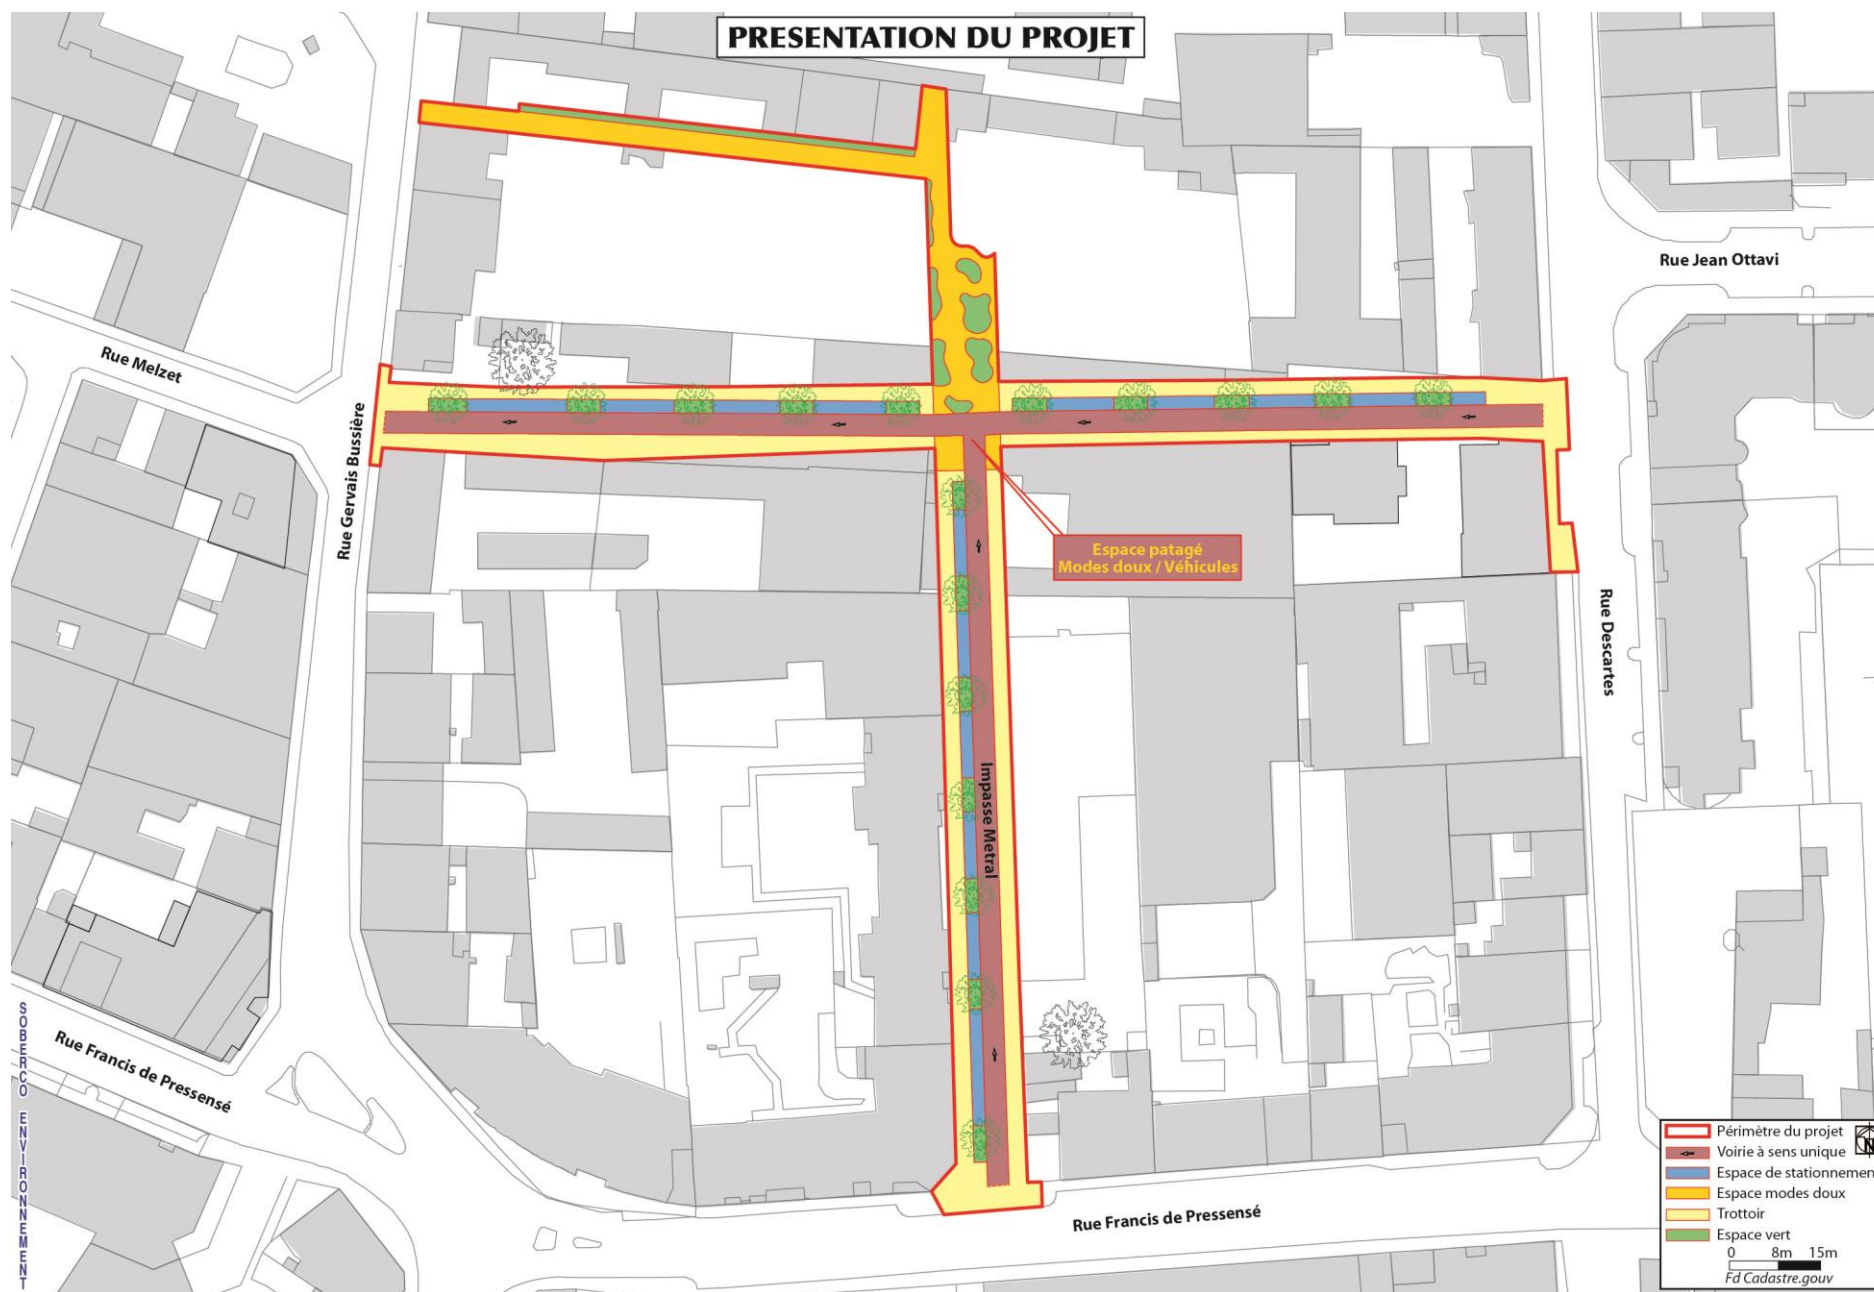 PRESENTATION DU PROJET
Rue Jean Ottavi
Rue Melzet
Rue Gervais Bussière
Espace patagé
Modes doux / Véhicules
Rue Descartes
Impasse Metral
SOBERCO ENVIRONNEMENT
Rue Francis de Pressensé
Rue Francis de Pressensé
Périmètre du projet
N
Voirie à sens unique
Espace de stationnemen
Espace modes doux
Trottoir
Espace vert
0 8m 15m
Fd Cadastre.gouv